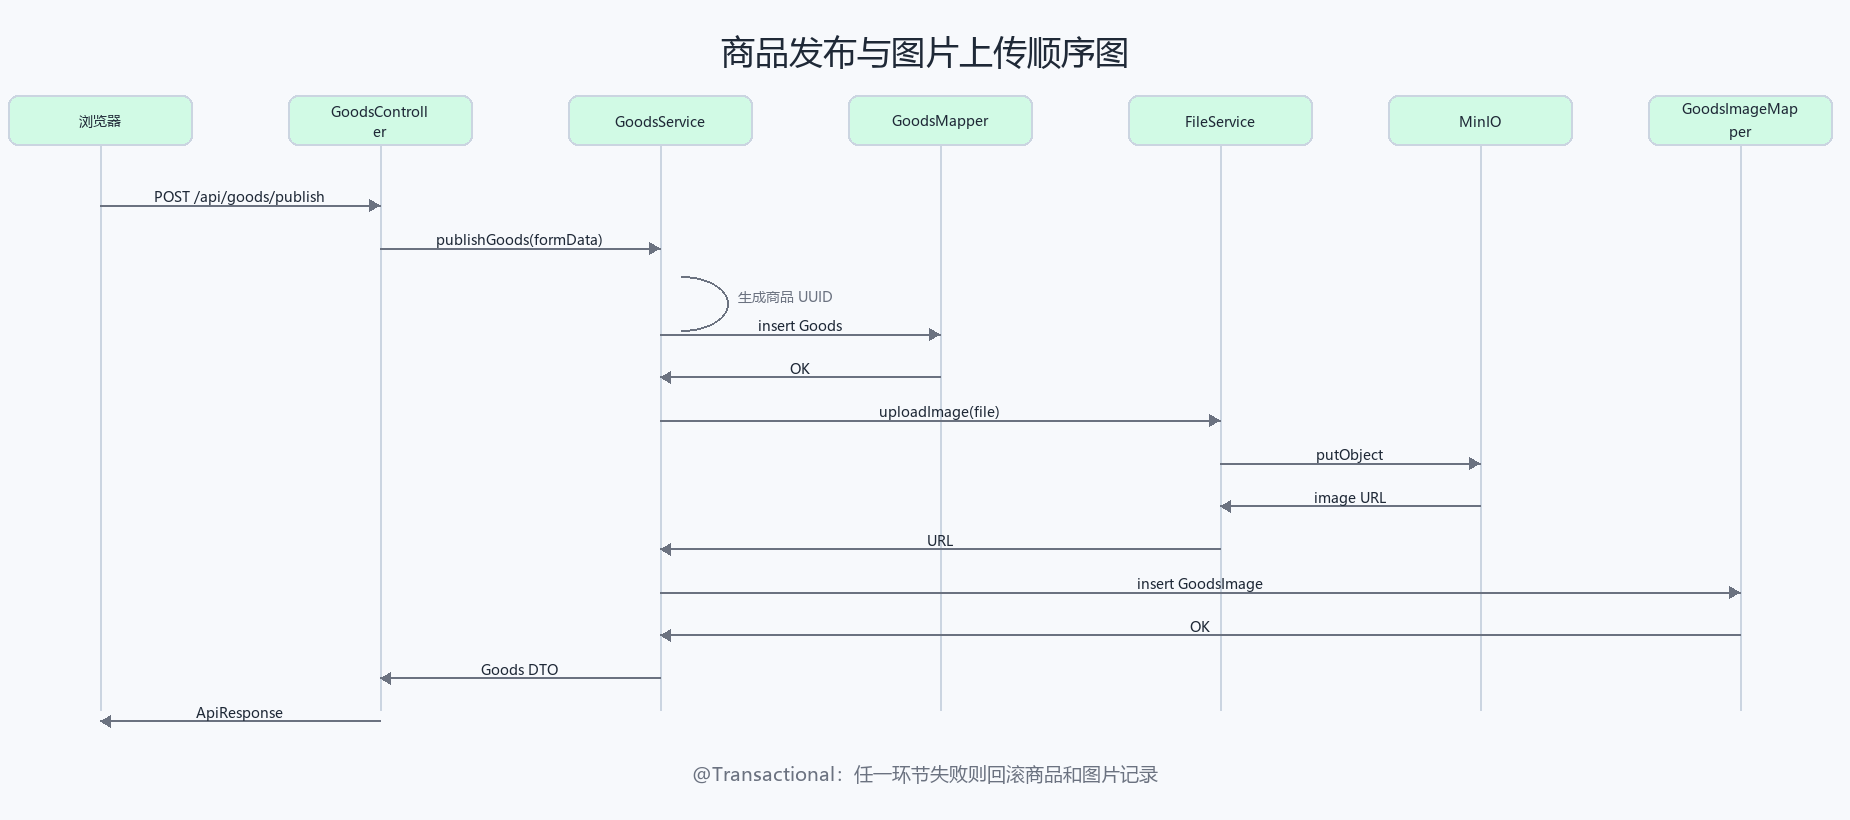 商品发布与图片上传顺序图
浏览器
GoodsControll
er
GoodsService
GoodsMapper
FileService
MinIO
GoodsImageMap
per
POST /api/goods/publish
publishGoods(formData)
生成商品 UUID
insert Goods
OK
uploadImage(file)
putObject
image URL
URL
insert GoodsImage
OK
Goods DTO
ApiResponse
@Transactional：任一环节失败则回滚商品和图片记录